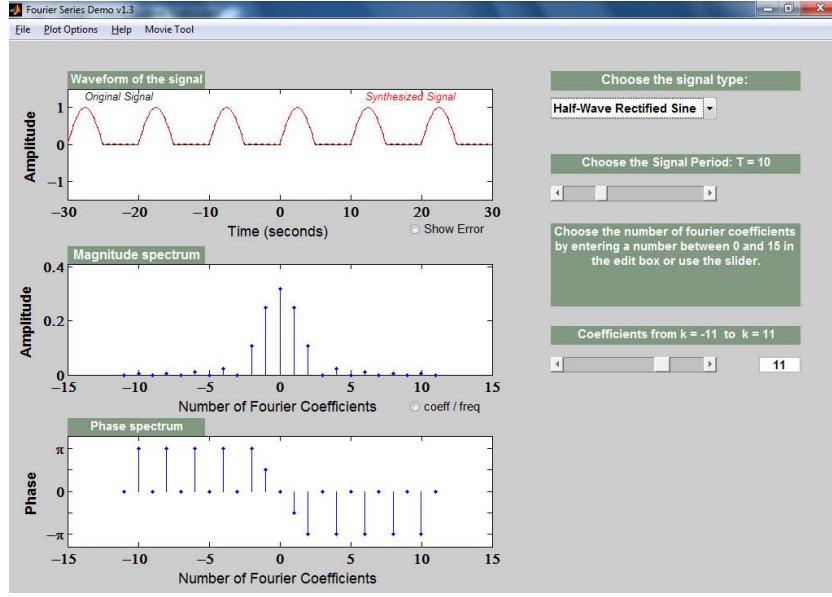 Fourier Series Demo v1.3
File Plot Options Help Movie Tool
Waveform of the signal
Original Signal Synthesized Signal
Amplitude
1
0
−1
−30 −20 −10 0 10 20 30
Time (seconds)
Show Error
Magnitude spectrum
Amplitude
0.4
0.2
0
−15 −10 −5 0 5 10 15
Number of Fourier Coefficients
coeff / freq
Phase spectrum
Phase
π
0
−π
−15 −10 −5 0 5 10 15
Number of Fourier Coefficients
Choose the signal type:
Half-Wave Rectified Sine
Choose the Signal Period: T = 10
Choose the number of fourier coefficients
by entering a number between 0 and 15 in
the edit box or use the slider.
Coefficients from k = -11 to k = 11
11